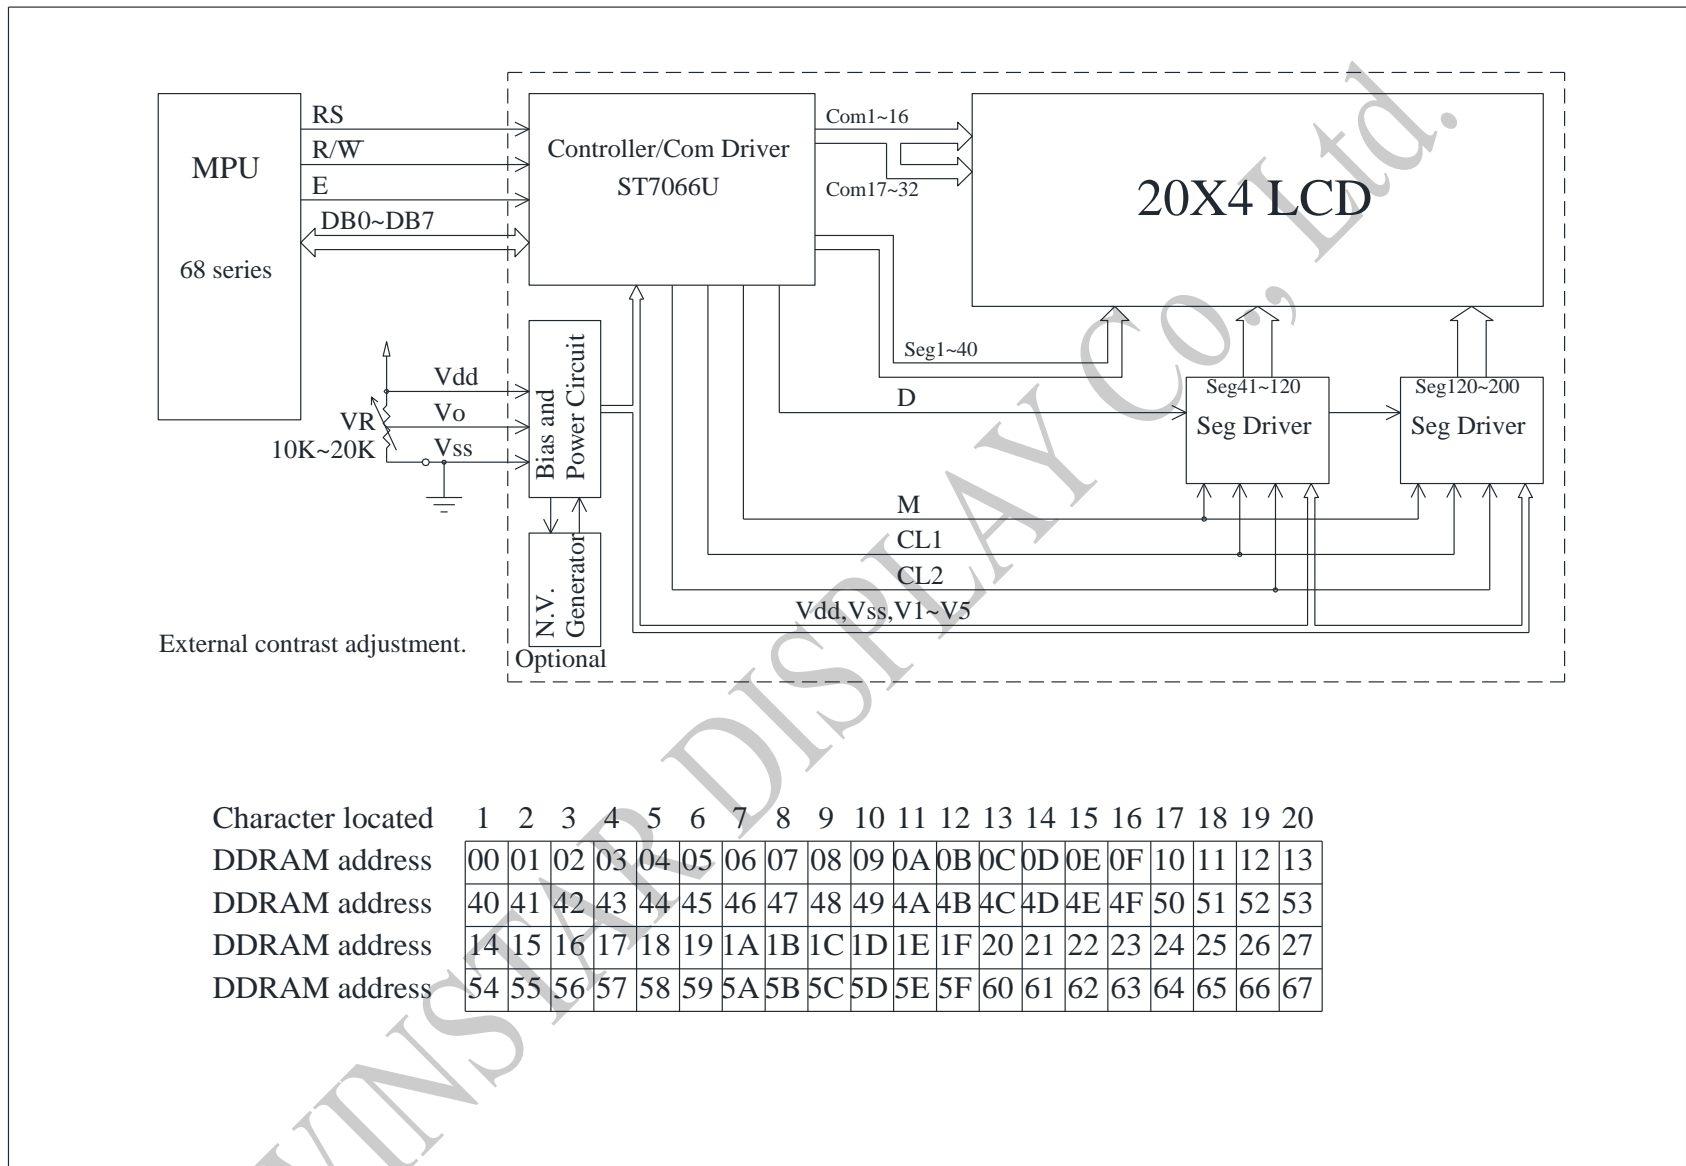 MPU
68 series
RS
R/W̅
E
DB0~DB7
Controller/Com Driver
ST7066U
Com1~16
Com17~32
20X4 LCD
Seg1~40
Vdd
Vo
Vss
VR
10K~20K
Bias and
Power Circuit
D
Seg41~120
Seg Driver
Seg120~200
Seg Driver
M
CL1
CL2
Vdd,Vss,V1~V5
N.V.
Generator
Optional
External contrast adjustment.
Character located 1 2 3 4 5 6 7 8 9 10 11 12 13 14 15 16 17 18 19 20
DDRAM address 00 01 02 03 04 05 06 07 08 09 0A 0B 0C 0D 0E 0F 10 11 12 13
DDRAM address 40 41 42 43 44 45 46 47 48 49 4A 4B 4C 4D 4E 4F 50 51 52 53
DDRAM address 14 15 16 17 18 19 1A 1B 1C 1D 1E 1F 20 21 22 23 24 25 26 27
DDRAM address 54 55 56 57 58 59 5A 5B 5C 5D 5E 5F 60 61 62 63 64 65 66 67
VINSTAR DISPLAY Co., Ltd.